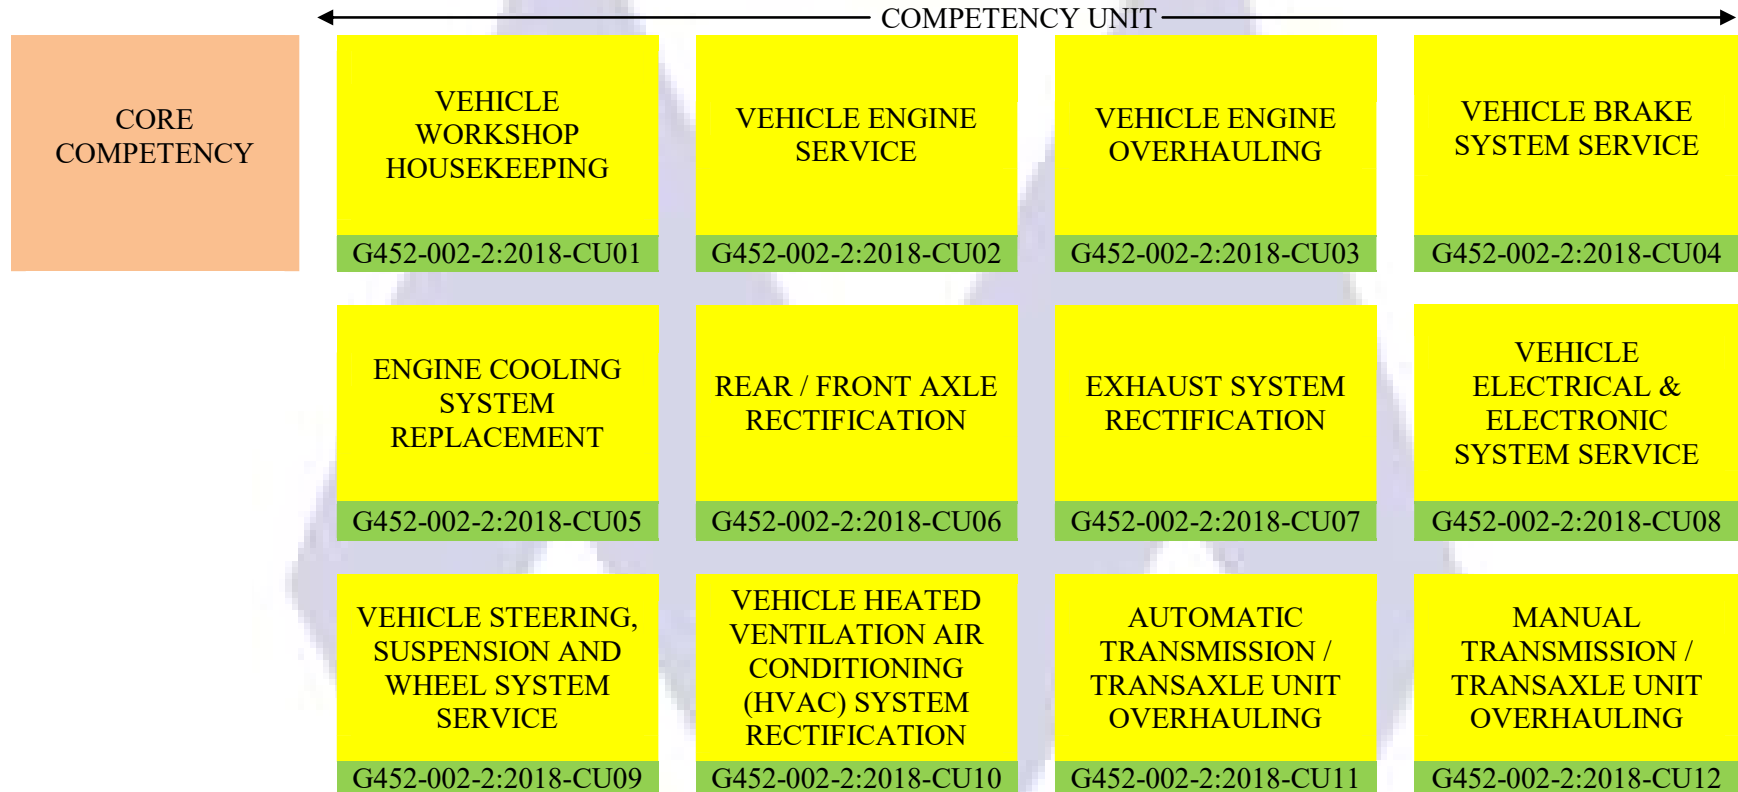 COMPETENCY UNIT
CORE
COMPETENCY
VEHICLE
WORKSHOP
HOUSEKEEPING
G452-002-2:2018-CU01
VEHICLE ENGINE
SERVICE
G452-002-2:2018-CU02
VEHICLE ENGINE
OVERHAULING
G452-002-2:2018-CU03
VEHICLE BRAKE
SYSTEM SERVICE
G452-002-2:2018-CU04
ENGINE COOLING
SYSTEM
REPLACEMENT
G452-002-2:2018-CU05
REAR / FRONT AXLE
RECTIFICATION
G452-002-2:2018-CU06
EXHAUST SYSTEM
RECTIFICATION
G452-002-2:2018-CU07
VEHICLE
ELECTRICAL &
ELECTRONIC
SYSTEM SERVICE
G452-002-2:2018-CU08
VEHICLE STEERING,
SUSPENSION AND
WHEEL SYSTEM
SERVICE
G452-002-2:2018-CU09
VEHICLE HEATED
VENTILATION AIR
CONDITIONING
(HVAC) SYSTEM
RECTIFICATION
G452-002-2:2018-CU10
AUTOMATIC
TRANSMISSION /
TRANSAXLE UNIT
OVERHAULING
G452-002-2:2018-CU11
MANUAL
TRANSMISSION /
TRANSAXLE UNIT
OVERHAULING
G452-002-2:2018-CU12